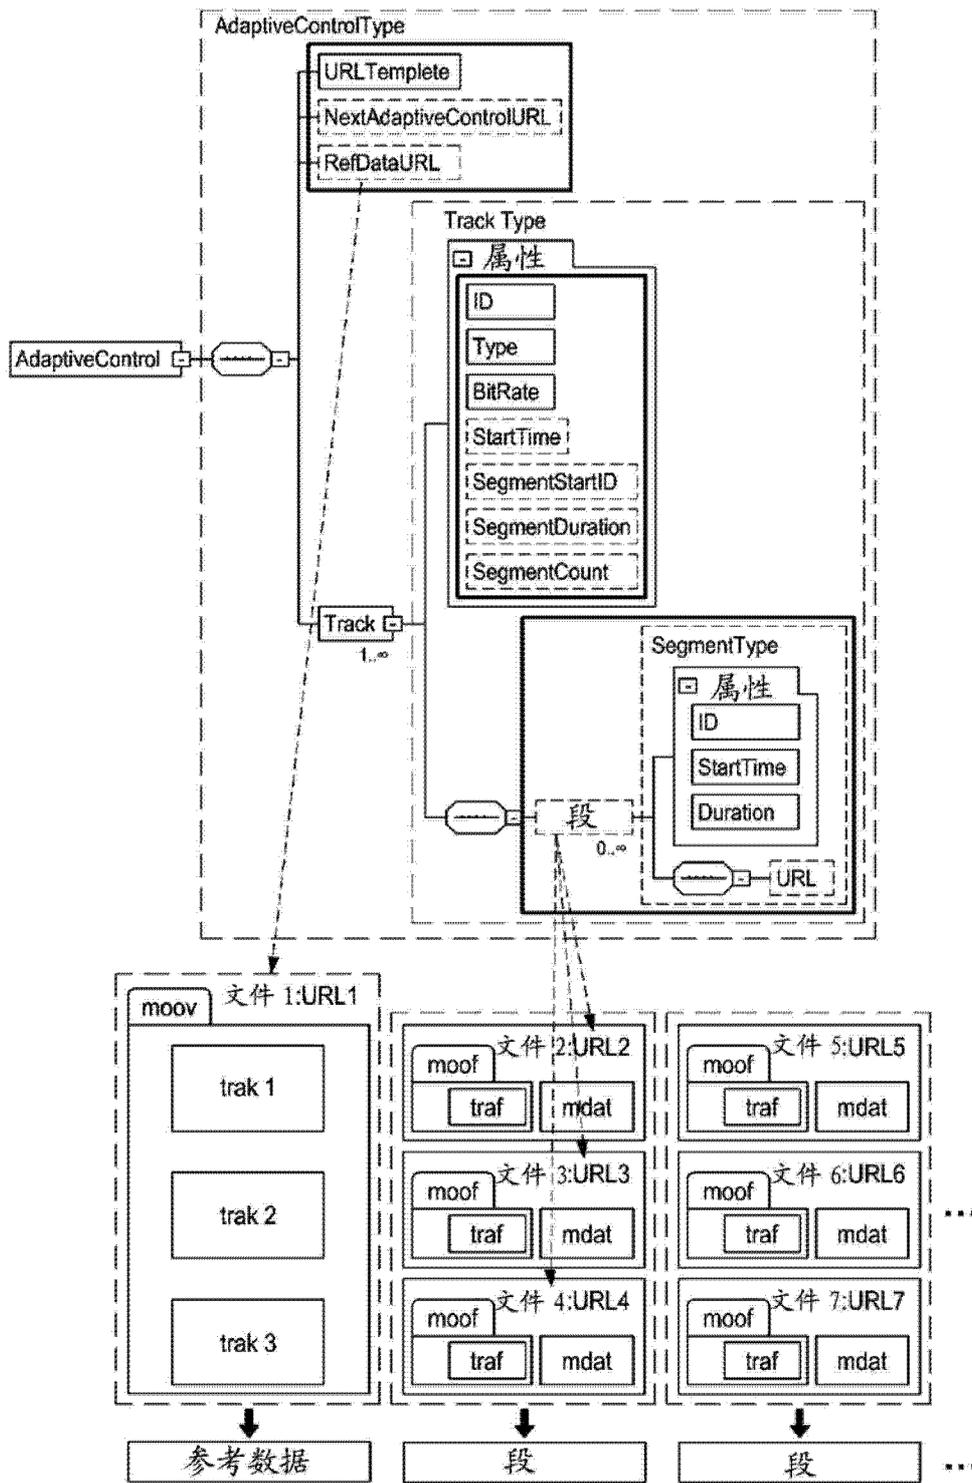 AdaptiveControlType
URLTemplete
NextAdaptiveControlURL
RefDataURL
Track Type
属性
ID
Type
BitRate
StartTime
SegmentStartID
SegmentDuration
SegmentCount
AdaptiveControl
Track
1..∞
SegmentType
属性
ID
StartTime
Duration
段
0..∞
URL
文件 1:URL1
moov
trak 1
trak 2
trak 3
文件 2:URL2
moof
traf
mdat
文件 3:URL3
moof
traf
mdat
文件 4:URL4
moof
traf
mdat
文件 5:URL5
moof
traf
mdat
文件 6:URL6
moof
traf
mdat
文件 7:URL7
moof
traf
mdat
...
参考数据
段
段
....